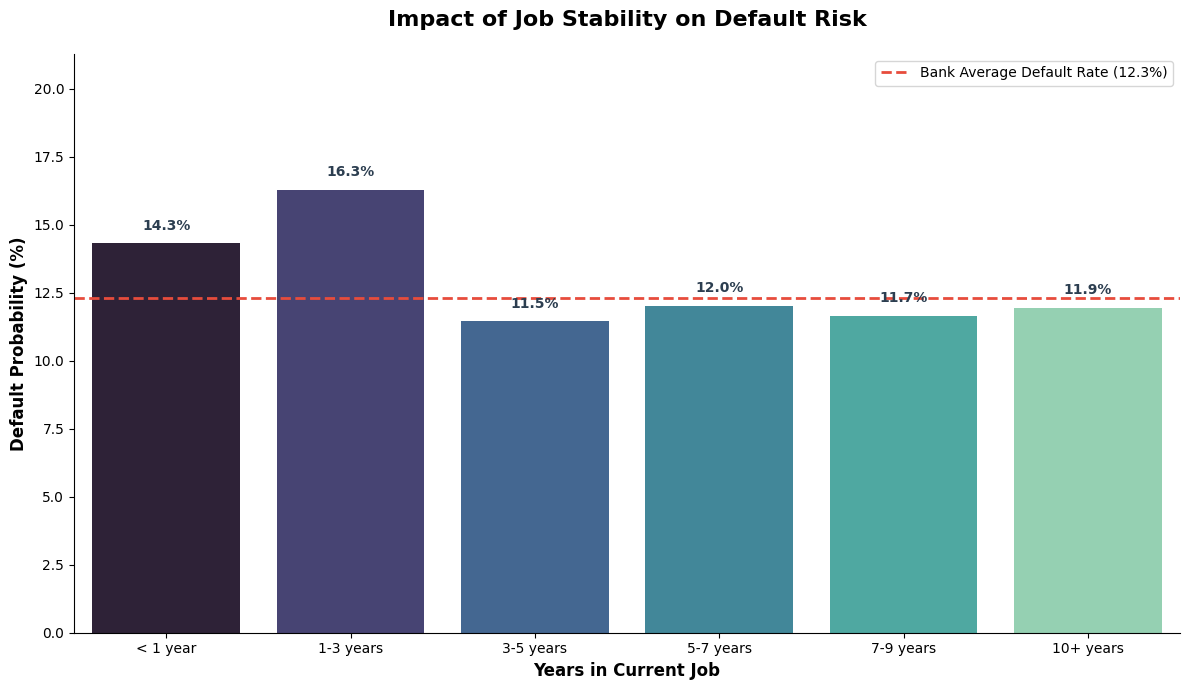 Impact of Job Stability on Default Risk
Bank Average Default Rate (12.3%)
Default Probability (%)
20.0
17.5
15.0
12.5
10.0
7.5
5.0
2.5
0.0
14.3%
16.3%
11.5%
12.0%
11.7%
11.9%
< 1 year
1-3 years
3-5 years
5-7 years
7-9 years
10+ years
Years in Current Job